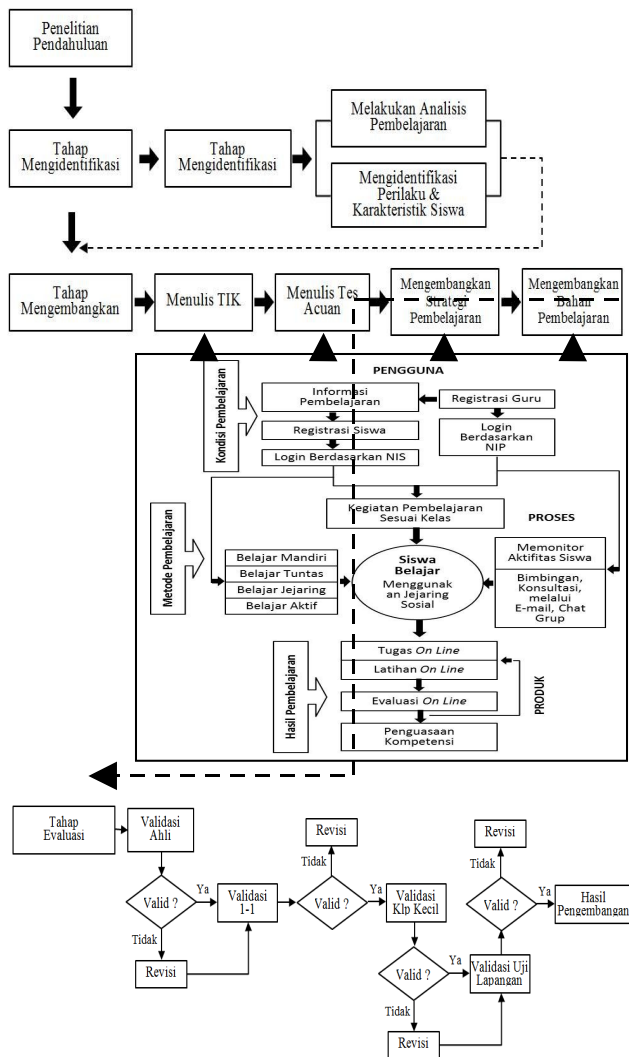 Penelitian
Pendahuluan
Tahap
Mengidentifikasi
Tahap
Mengidentifikasi
Melakukan Analisis
Pembelajaran
Mengidentifikasi
Perilaku &
Karakteristik Siswa
Tahap
Mengembangkan
Menulis TIK
Menulis Tes
Acuan
Mengembangkan
Strategi
Pembelajaran
Mengembangkan
Bahan
Pembelajaran
PENGGUNA
Kondisi Pembelajaran
Informasi
Pembelajaran
Registrasi Siswa
Login Berdasarkan NIS
Registrasi Guru
Login
Berdasarkan
NIP
Kegiatan Pembelajaran
Sesuai Kelas
PROSES
Metode Pembelajaran
Belajar Mandiri
Belajar Tuntas
Belajar Jejaring
Belajar Aktif
Siswa
Belajar
Menggunak
an Jejaring
Sosial
Memonitor
Aktifitas Siswa
Bimbingan,
Konsultasi,
melalui
E-mail, Chat
Grup
Hasil Pembelajaran
Tugas On Line
Latihan On Line
Evaluasi On Line
Penguasaan
Kompetensi
PRODUK
Tahap
Evaluasi
Validasi
Ahli
Valid ?
Ya
Tidak
Revisi
Validasi
1-1
Revisi
Tidak
Valid ?
Ya
Validasi
Klp Kecil
Valid ?
Ya
Tidak
Revisi
Validasi Uji
Lapangan
Revisi
Tidak
Valid ?
Ya
Hasil
Pengembangan